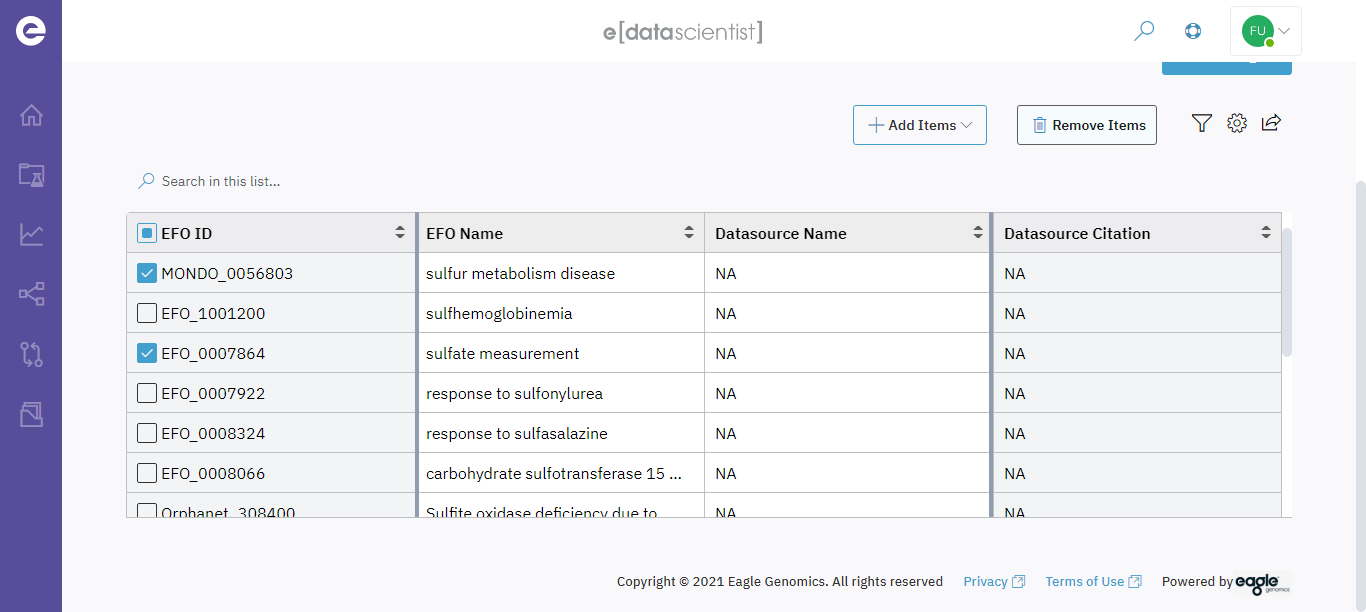 e[datascientist]
FU
Add Items
Remove Items
Search in this list...
EFO ID EFO Name Datasource Name Datasource Citation
MONDO_0056803 sulfur metabolism disease NA NA
EFO_1001200 sulfhemoglobinemia NA NA
EFO_0007864 sulfate measurement NA NA
EFO_0007922 response to sulfonylurea NA NA
EFO_0008324 response to sulfasalazine NA NA
EFO_0008066 carbohydrate sulfotransferase 15 ... NA NA
Orphanet_308400 Sulfite oxidase deficiency due to NA NA
Copyright © 2021 Eagle Genomics. All rights reserved Privacy Terms of Use Powered by eagle genomics